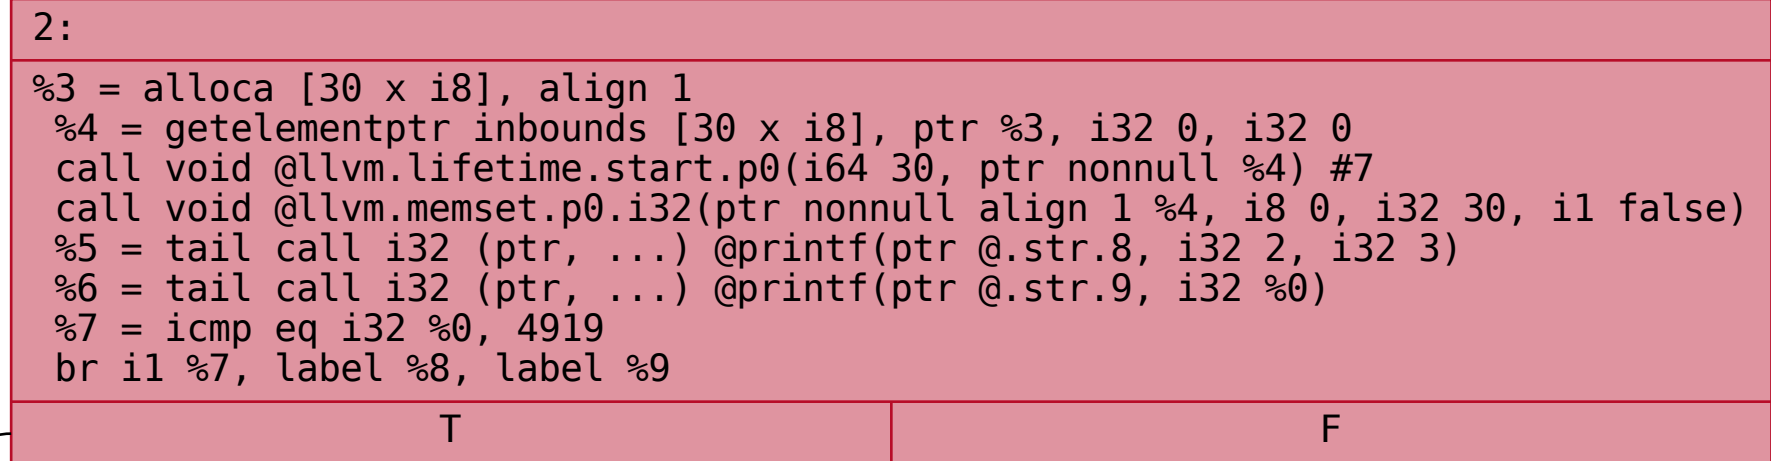 2:
%3 = alloca [30 x i8], align 1
%4 = getelementptr inbounds [30 x i8], ptr %3, i32 0, i32 0
call void @llvm.lifetime.start.p0(i64 30, ptr nonnull %4) #7
call void @llvm.memset.p0.i32(ptr nonnull align 1 %4, i8 0, i32 30, i1 false)
%5 = tail call i32 (ptr, ...) @printf(ptr @.str.8, i32 2, i32 3)
%6 = tail call i32 (ptr, ...) @printf(ptr @.str.9, i32 %0)
%7 = icmp eq i32 %0, 4919
br i1 %7, label %8, label %9
T F